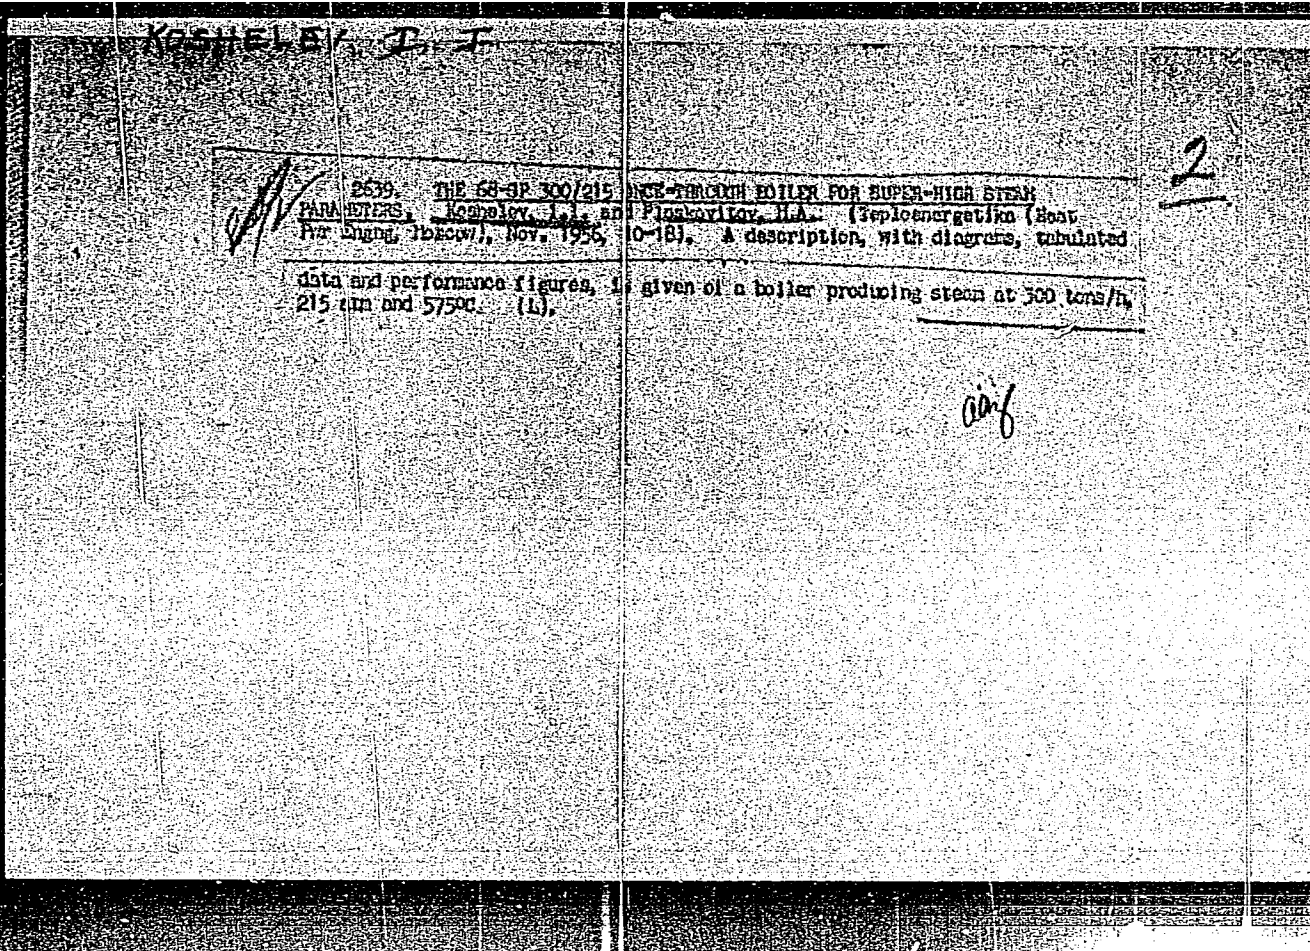 KOSHELEV, I. I
2
2639. THE 68-SP 300/215 ONCE-THROUGH BOILER FOR SUPER-HIGH STEAM
PARAMETERS. Koshelev, I.I. and Ploskovitov, N.A. (Teploenergetika (Heat
Pwr Engng, Moscow), Nov. 1956, 10-18). A description, with diagrams, tabulated
data and performance figures, is given of a boiler producing steam at 300 tons/h,
215 atm and 575°C. (L).